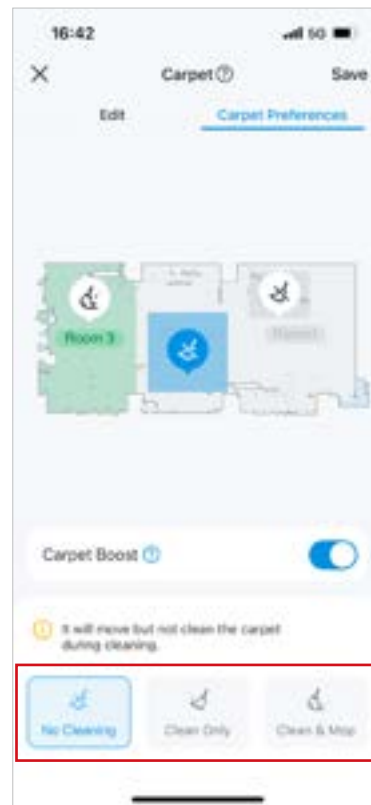 16:42
5G
Carpet
Save
Edit
Carpet Preferences
Room 3
Carpet Boost
It will move but not clean the carpet
during cleaning.
No Cleaning
Clean Only
Clean & Mop